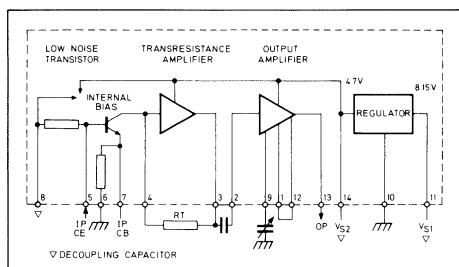 LOW NOISE TRANSISTOR
TRANSRESISTANCE AMPLIFIER
OUTPUT AMPLIFIER
INTERNAL BIAS
4.7V
8.15V
REGULATOR
RT
8 5 6 7 4 3 2 9 1 12 13 14 10 11
I P CE
I P CB
OP
VS2
VS1
▽ DECOUPLING CAPACITOR